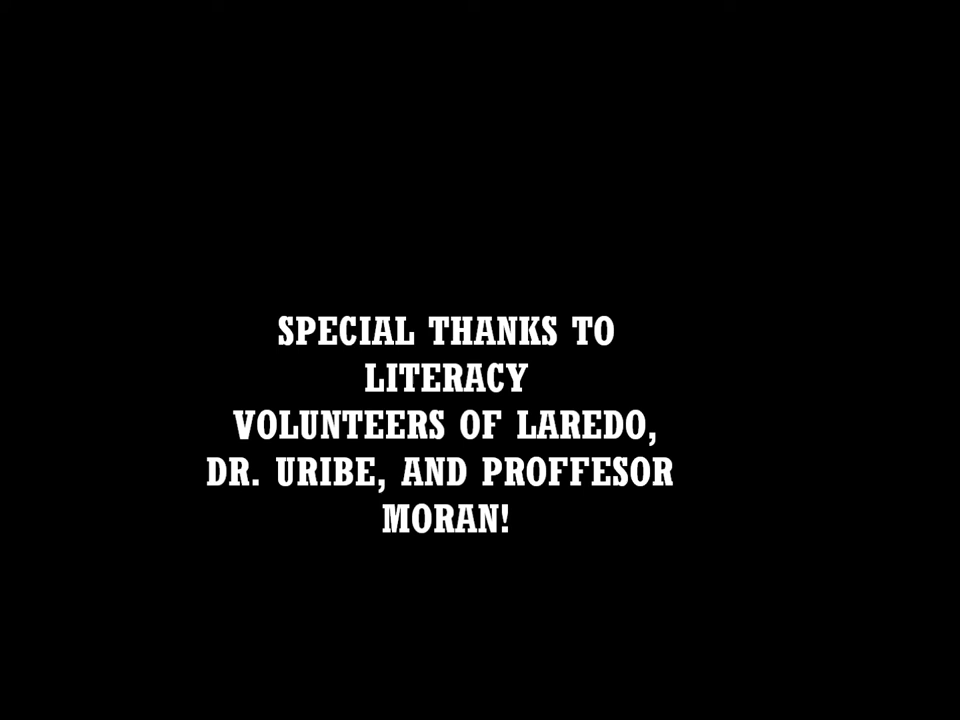 SPECIAL THANKS TO
LITERACY
VOLUNTEERS OF LAREDO,
DR. URIBE, AND PROFFESOR
MORAN!